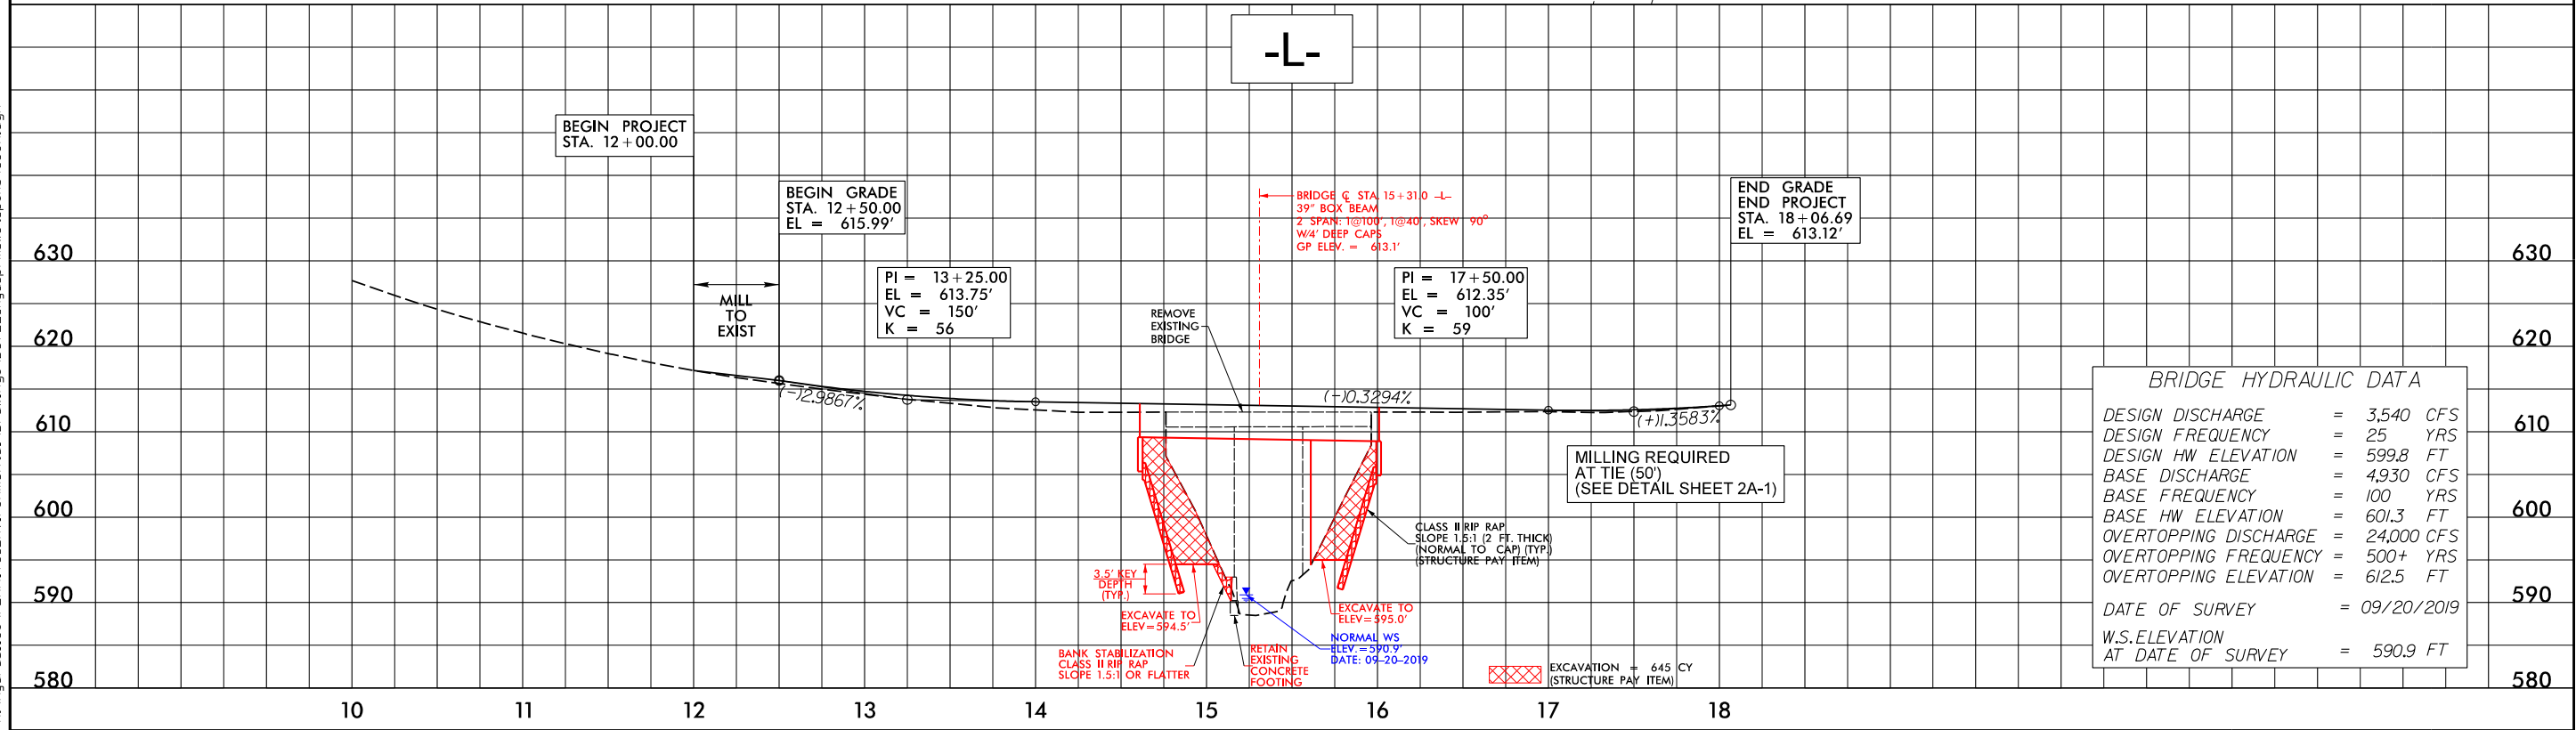 -L-
BEGIN PROJECT
STA. 12+00.00
BEGIN GRADE
STA. 12+50.00
EL = 615.99'
BRIDGE ℄ STA. 15+31.0 -L-
39" BOX BEAM
2 SPAN: 1@100', 1@40', SKEW 90°
W/4' DEEP CAPS
GP ELEV. = 613.1'
END GRADE
END PROJECT
STA. 18+06.69
EL = 613.12'
630
630
MILL
TO
EXIST
PI = 13+25.00
EL = 613.75'
VC = 150'
K = 56
REMOVE
EXISTING
BRIDGE
PI = 17+50.00
EL = 612.35'
VC = 100'
K = 59
620
620
(-)2.9867%
(-)0.3294%
(+)1.3583%
610
610
MILLING REQUIRED
AT TIE (50')
(SEE DETAIL SHEET 2A-1)
BRIDGE HYDRAULIC DATA
DESIGN DISCHARGE = 3,540 CFS
DESIGN FREQUENCY = 25 YRS
DESIGN HW ELEVATION = 599.8 FT
BASE DISCHARGE = 4,930 CFS
BASE FREQUENCY = 100 YRS
BASE HW ELEVATION = 601.3 FT
OVERTOPPING DISCHARGE = 24,000 CFS
OVERTOPPING FREQUENCY = 500+ YRS
OVERTOPPING ELEVATION = 612.5 FT
DATE OF SURVEY = 09/20/2019
W.S. ELEVATION
AT DATE OF SURVEY = 590.9 FT
600
600
CLASS II RIP RAP
SLOPE 1.5:1 (2 FT. THICK)
(NORMAL TO CAP) (TYP.)
(STRUCTURE PAY ITEM)
3.5' KEY
DEPTH
(TYP.)
590
590
EXCAVATE TO
ELEV=594.5'
EXCAVATE TO
ELEV=595.0'
NORMAL WS
ELEV.=590.9'
DATE: 09-20-2019
BANK STABILIZATION
CLASS II RIP RAP
SLOPE 1.5:1 OR FLATTER
RETAIN
EXISTING
CONCRETE
FOOTING
EXCAVATION = 645 CY
(STRUCTURE PAY ITEM)
580
580
10 11 12 13 14 15 16 17 18